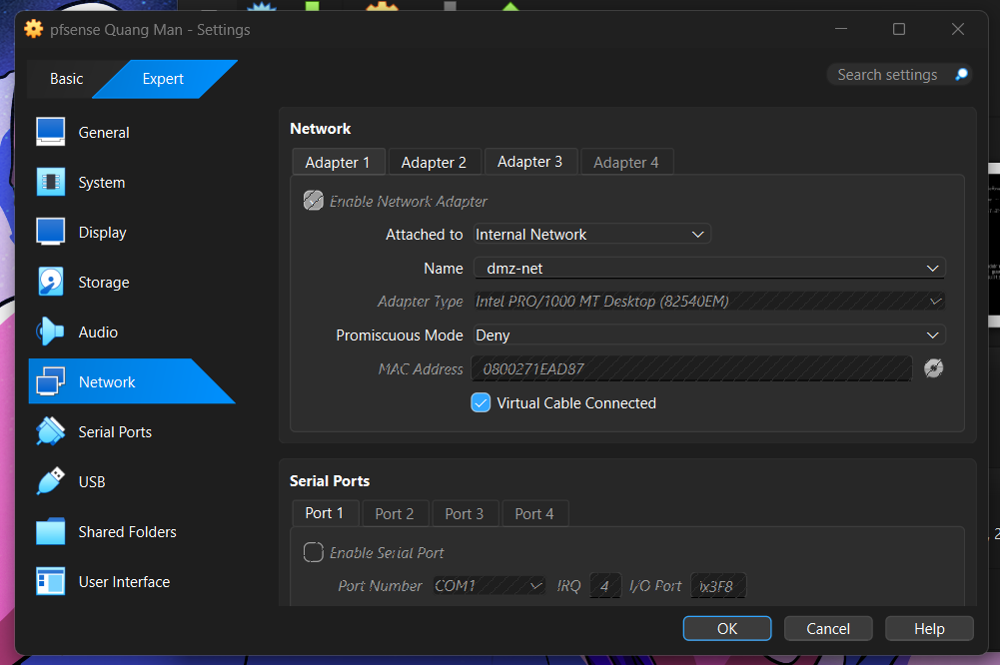 pfsense Quang Man - Settings
Basic
Expert
Search settings
General
System
Display
Storage
Audio
Network
Serial Ports
USB
Shared Folders
User Interface
Network
Adapter 1
Adapter 2
Adapter 3
Adapter 4
Enable Network Adapter
Attached to Internal Network
Name dmz-net
Adapter Type Intel PRO/1000 MT Desktop (82540EM)
Promiscuous Mode Deny
MAC Address 0800271EAD87
Virtual Cable Connected
Serial Ports
Port 1
Port 2
Port 3
Port 4
Enable Serial Port
Port Number COM1 IRQ 4 I/O Port 0x3F8
OK
Cancel
Help